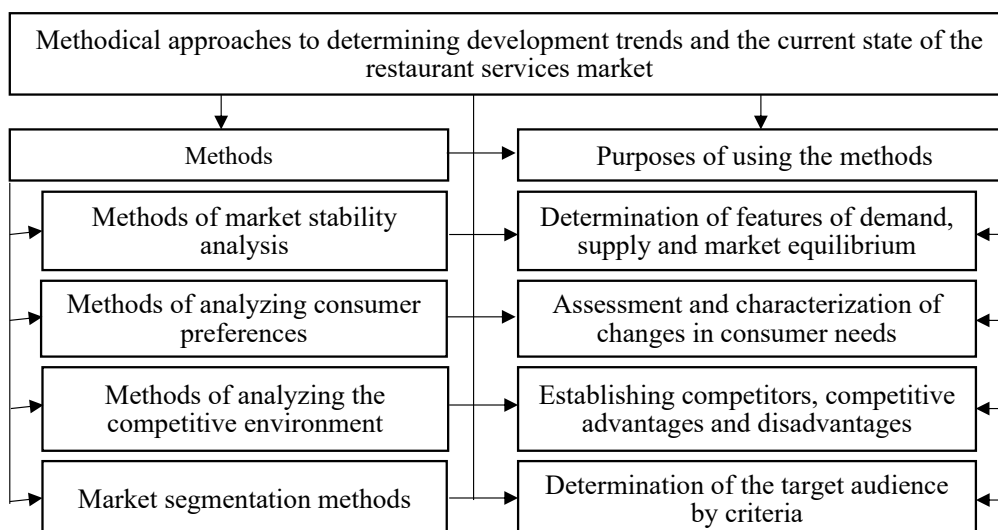 Methodical approaches to determining development trends and the current state of the
restaurant services market
Methods
Purposes of using the methods
Methods of market stability
analysis
Determination of features of demand,
supply and market equilibrium
Methods of analyzing consumer
preferences
Assessment and characterization of
changes in consumer needs
Methods of analyzing the
competitive environment
Establishing competitors, competitive
advantages and disadvantages
Market segmentation methods
Determination of the target audience
by criteria